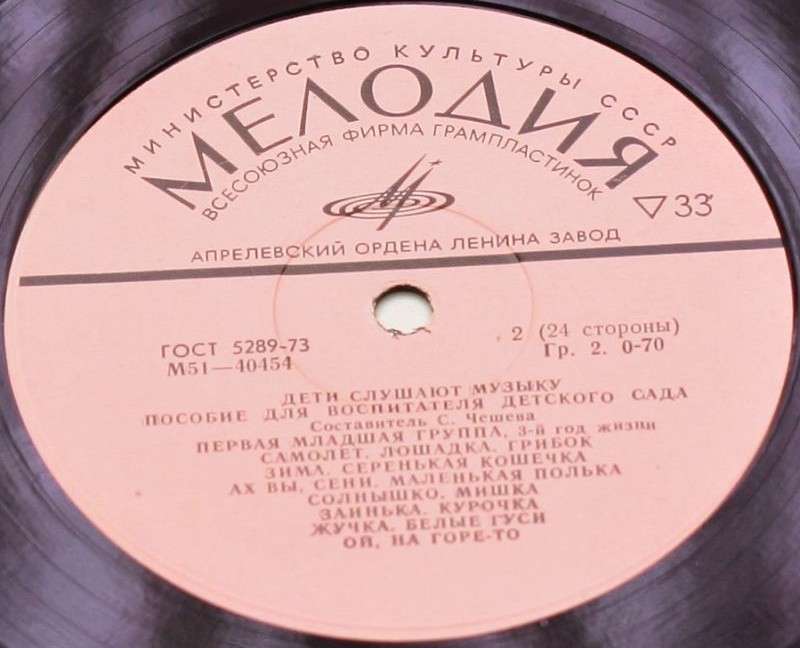 МИНИСТЕРСТВО КУЛЬТУРЫ СССР
МЕЛОДИЯ
ВСЕСОЮЗНАЯ ФИРМА ГРАМПЛАСТИНОК
33
АПРЕЛЕВСКИЙ ОРДЕНА ЛЕНИНА ЗАВОД
ГОСТ 5289-73
М51—40454
2 (24 стороны)
Гр. 2. 0-70
ДЕТИ СЛУШАЮТ МУЗЫКУ
ПОСОБИЕ ДЛЯ ВОСПИТАТЕЛЯ ДЕТСКОГО САДА
Составитель С. Чешева
ПЕРВАЯ МЛАДШАЯ ГРУППА, 3-й год жизни
САМОЛЕТ. ЛОШАДКА. ГРИБОК
ЗИМА. СЕРЕНЬКАЯ КОШЕЧКА
АХ ВЫ, СЕНИ. МАЛЕНЬКАЯ ПОЛЬКА
СОЛНЫШКО. МИШКА
ЗАИНЬКА. КУРОЧКА
ЖУЧКА. БЕЛЫЕ ГУСИ
ОЙ, НА ГОРЕ-ТО